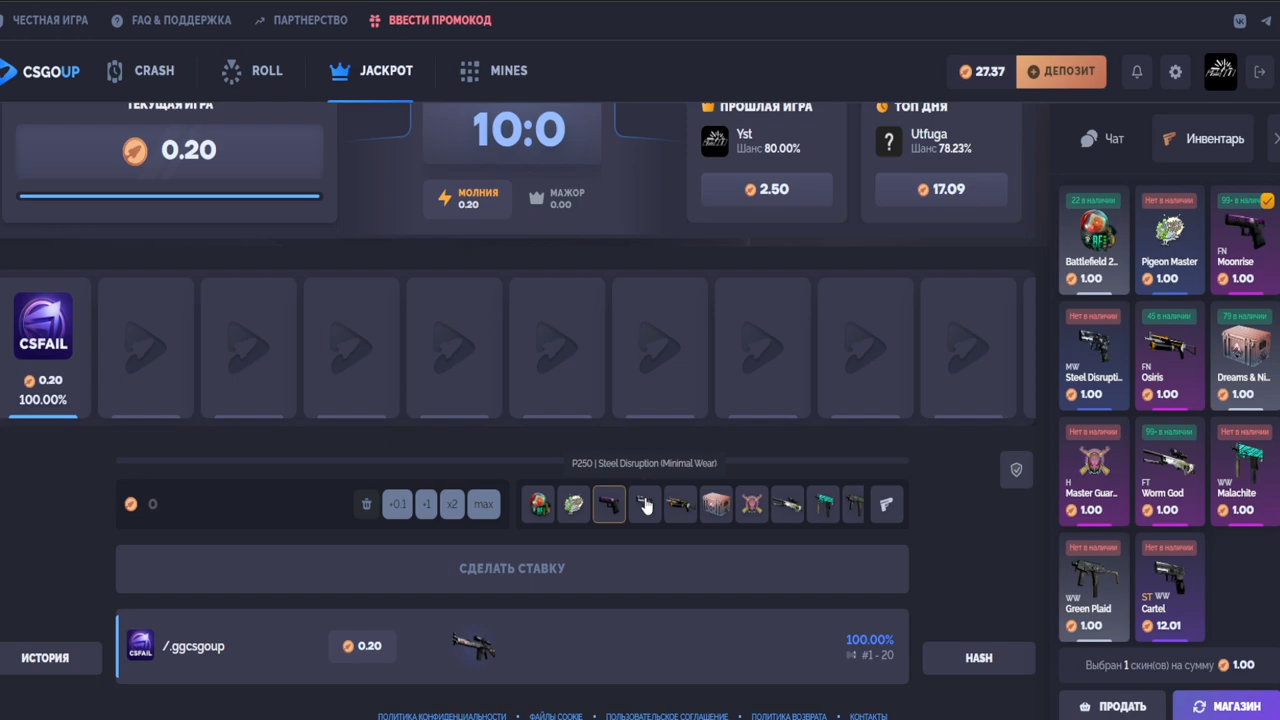 ЧЕСТНАЯ ИГРА
FAQ & ПОДДЕРЖКА
ПАРТНЕРСТВО
ВВЕСТИ ПРОМОКОД
CSGOUP
CRASH
ROLL
JACKPOT
MINES
27.37
ДЕПОЗИТ
ТЕКУЩАЯ ИГРА
0.20
10:0
МОЛНИЯ
0.20
МАЖОР
0.00
ПРОШЛАЯ ИГРА
Yst
Шанс 80.00%
2.50
ТОП ДНЯ
?
Utfuga
Шанс 78.23%
17.09
Чат
Инвентарь
22 в наличии
Battlefield 2...
1.00
Нет в наличии
Pigeon Master
1.00
99+ в налич
FN
Moonrise
1.00
Нет в наличии
MW
Steel Disrupti...
1.00
45 в наличии
FN
Osiris
1.00
79 в наличии
Dreams & Ni...
1.00
Нет в наличии
H
Master Guar...
1.00
99+ в наличии
FT
Worm God
1.00
Нет в наличии
WW
Malachite
1.00
Нет в наличии
WW
Green Plaid
1.00
Нет в наличии
ST WW
Cartel
12.01
Выбран 1 скин(ов) на сумму 1.00
ПРОДАТЬ
МАГАЗИН
CSFAIL
0.20
100.00%
P250 | Steel Disruption (Minimal Wear)
0
+0.1
+1
x2
max
СДЕЛАТЬ СТАВКУ
CSFAIL
/.ggcsgoup
0.20
100.00%
#1 - 20
ИСТОРИЯ
HASH
ПОЛИТИКА КОНФИДЕНЦИАЛЬНОСТИ • ФАЙЛЫ COOKIE • ПОЛЬЗОВАТЕЛЬСКОЕ СОГЛАШЕНИЕ • ПОЛИТИКА ВОЗВРАТА • КОНТАКТЫ